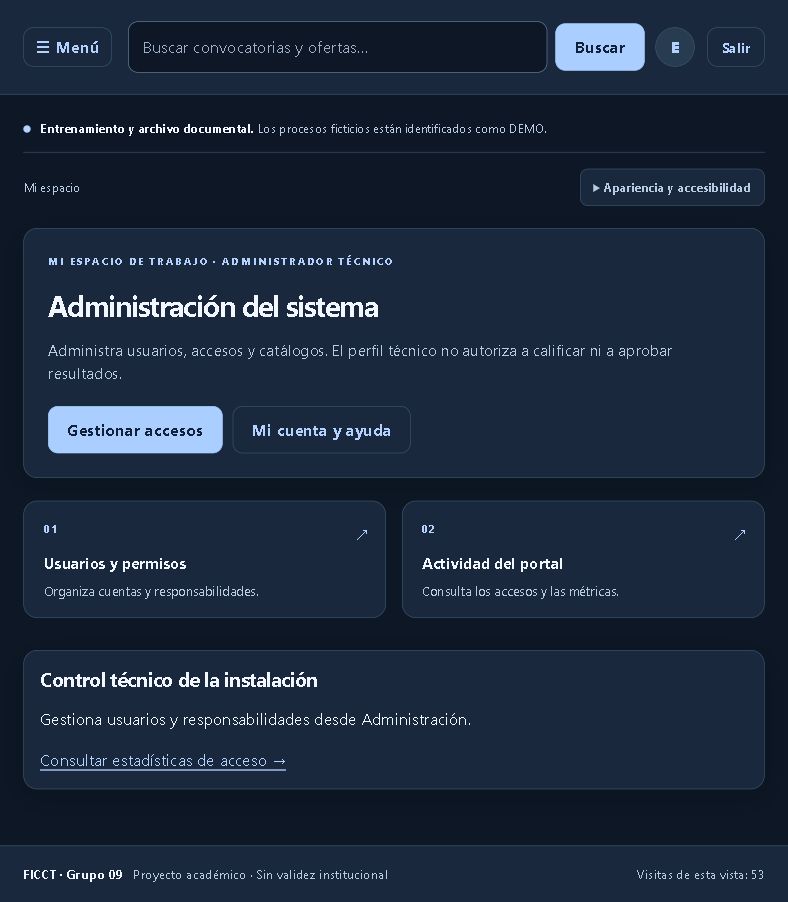 ☰ Menú
Buscar convocatorias y ofertas...
Buscar
E
Salir
Entrenamiento y archivo documental. Los procesos ficticios están identificados como DEMO.
Mi espacio
▶ Apariencia y accesibilidad
MI ESPACIO DE TRABAJO · ADMINISTRADOR TÉCNICO
Administración del sistema
Administra usuarios, accesos y catálogos. El perfil técnico no autoriza a calificar ni a aprobar
resultados.
Gestionar accesos
Mi cuenta y ayuda
01
↗
Usuarios y permisos
Organiza cuentas y responsabilidades.
02
↗
Actividad del portal
Consulta los accesos y las métricas.
Control técnico de la instalación
Gestiona usuarios y responsabilidades desde Administración.
Consultar estadísticas de acceso →
FICCT · Grupo 09 Proyecto académico · Sin validez institucional
Visitas de esta vista: 53